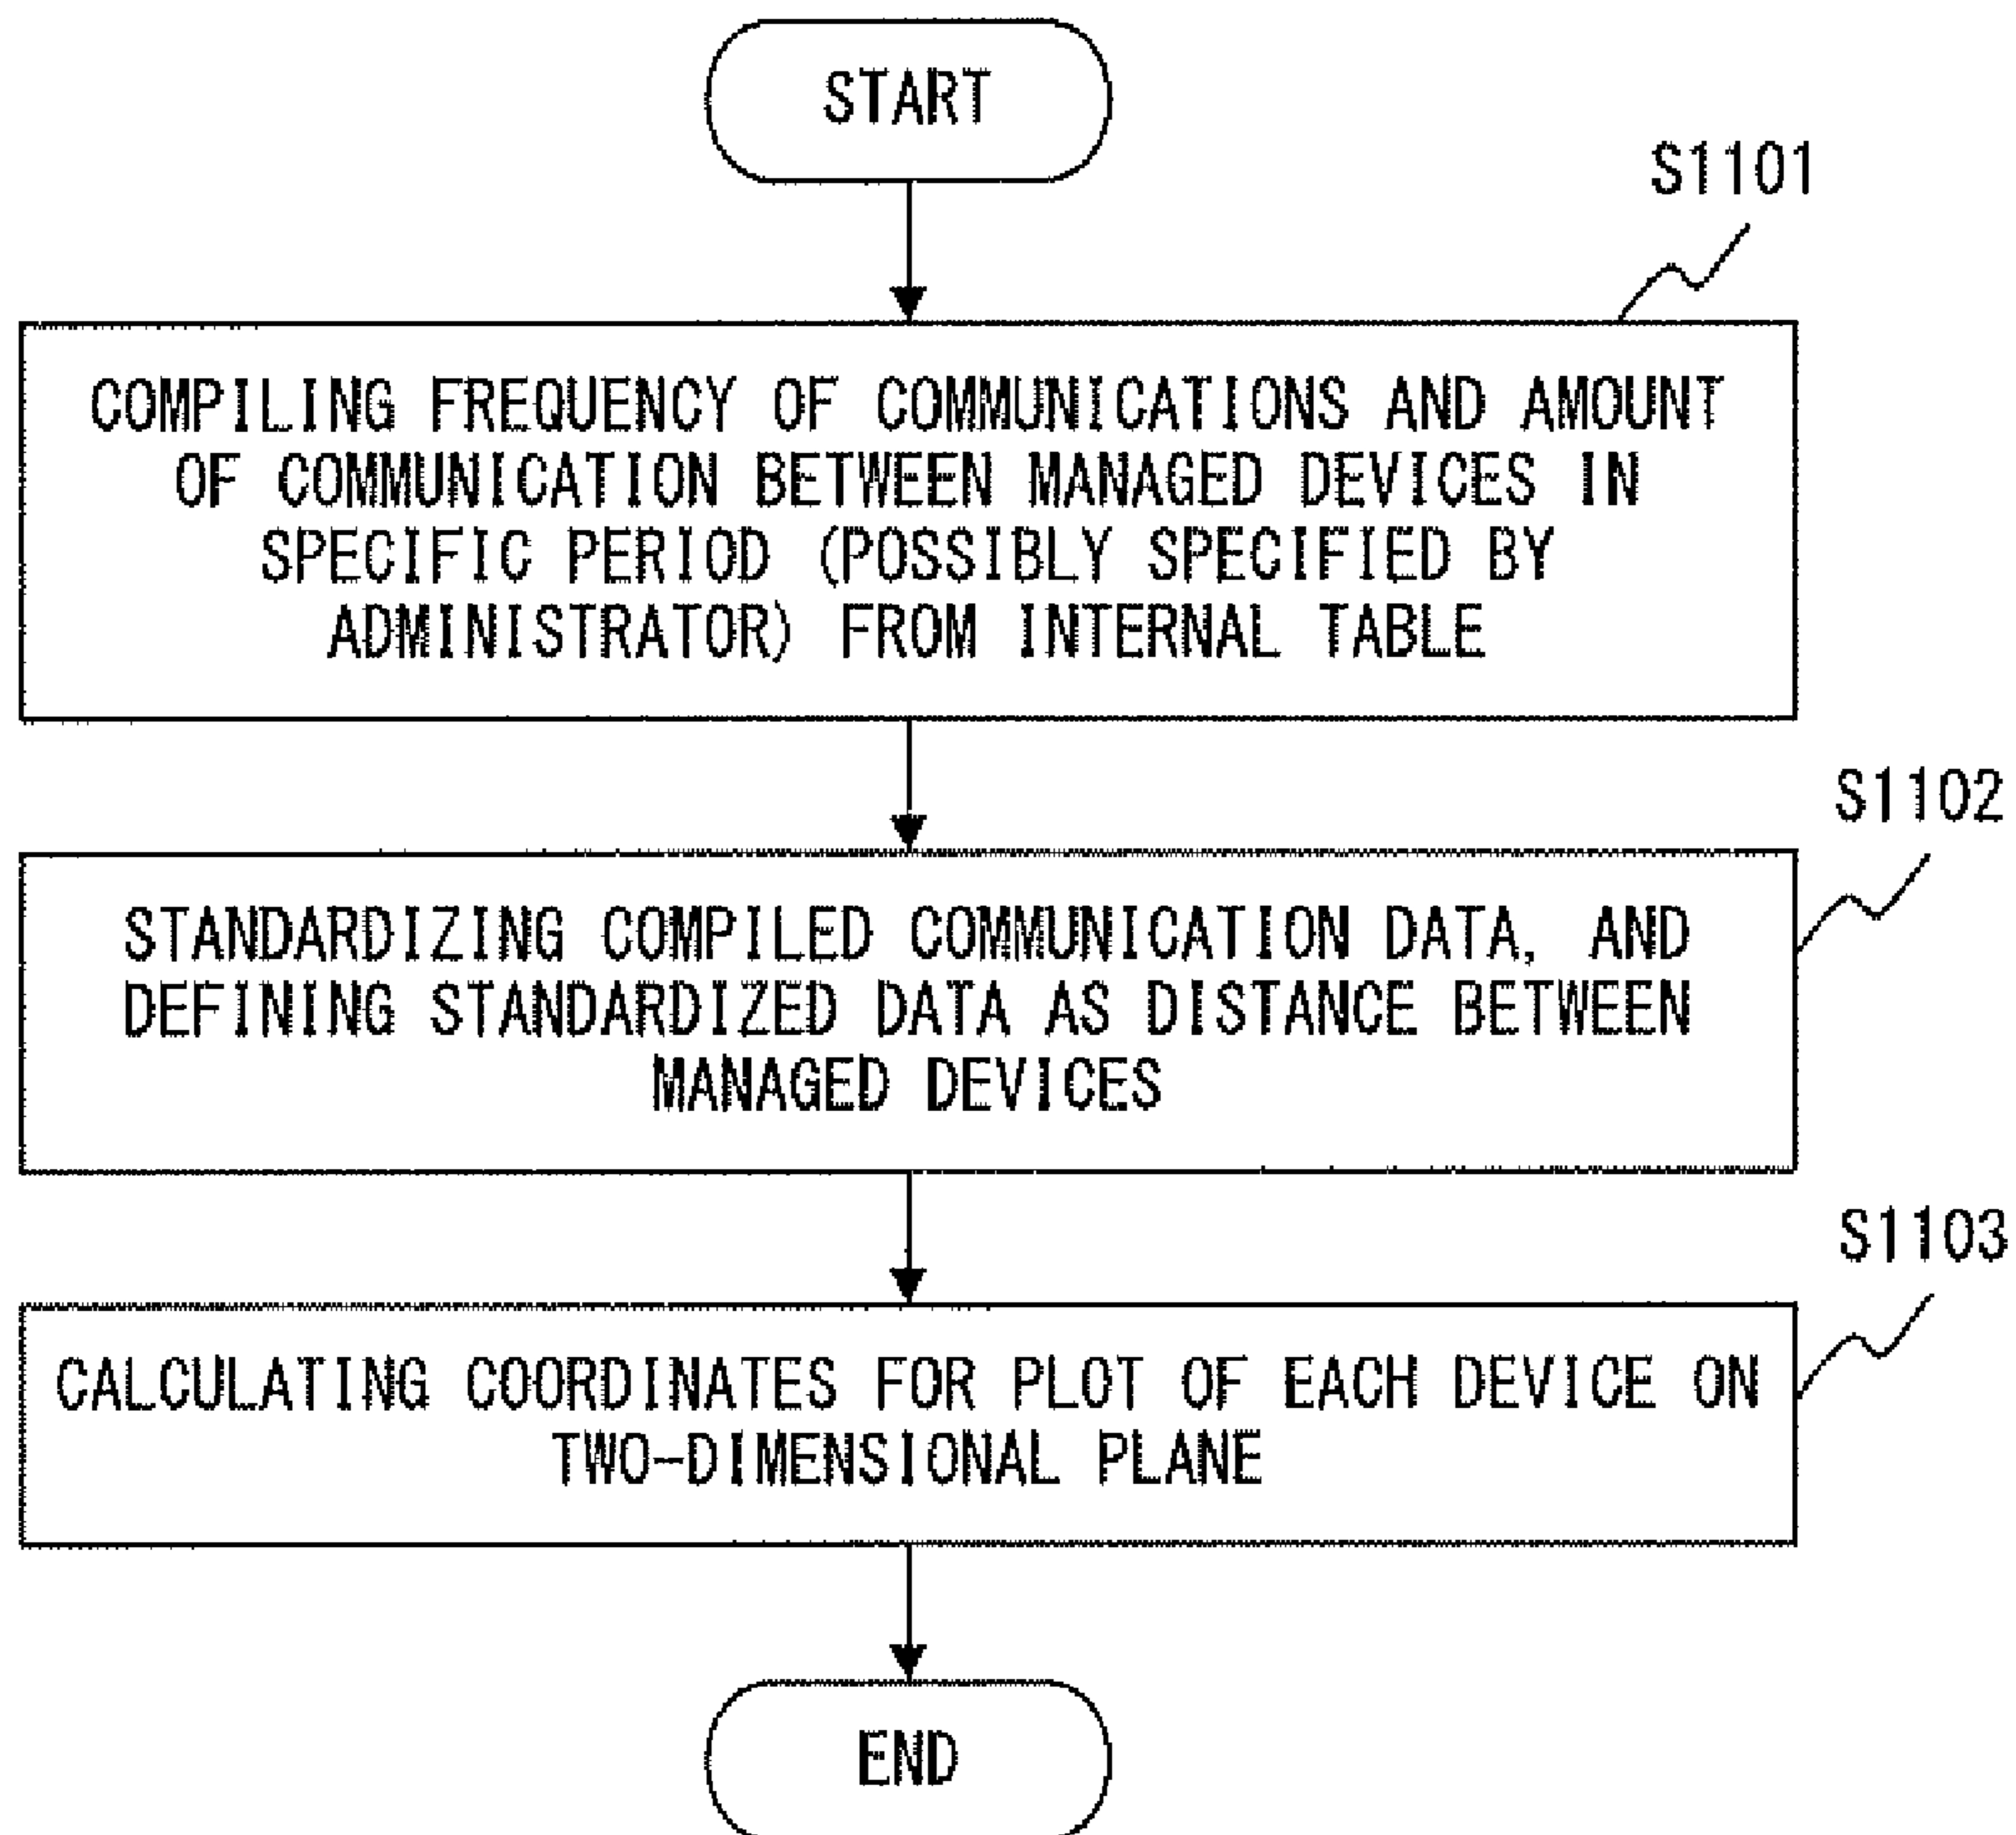 START
S1101
COMPILING FREQUENCY OF COMMUNICATIONS AND AMOUNT
OF COMMUNICATION BETWEEN MANAGED DEVICES IN
SPECIFIC PERIOD (POSSIBLY SPECIFIED BY
ADMINISTRATOR) FROM INTERNAL TABLE
S1102
STANDARDIZING COMPILED COMMUNICATION DATA, AND
DEFINING STANDARDIZED DATA AS DISTANCE BETWEEN
MANAGED DEVICES
S1103
CALCULATING COORDINATES FOR PLOT OF EACH DEVICE ON
TWO-DIMENSIONAL PLANE
END